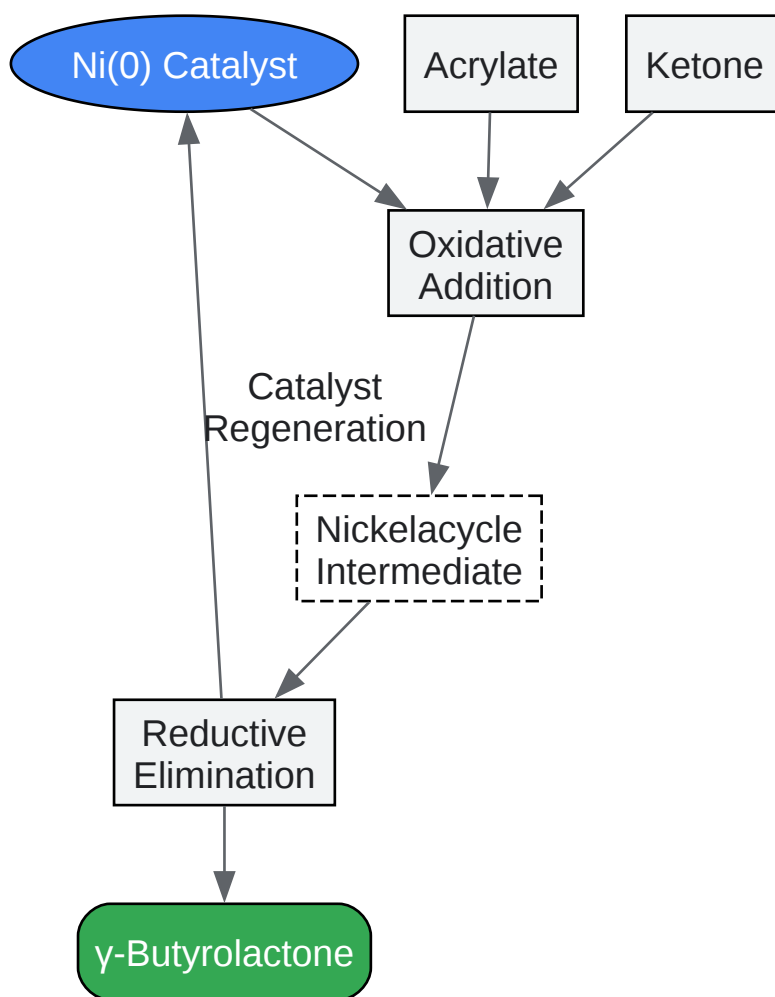 Ni(0) Catalyst
Acrylate
Ketone
Oxidative
Addition
Catalyst
Regeneration
Nickelacycle
Intermediate
Reductive
Elimination
γ-Butyrolactone